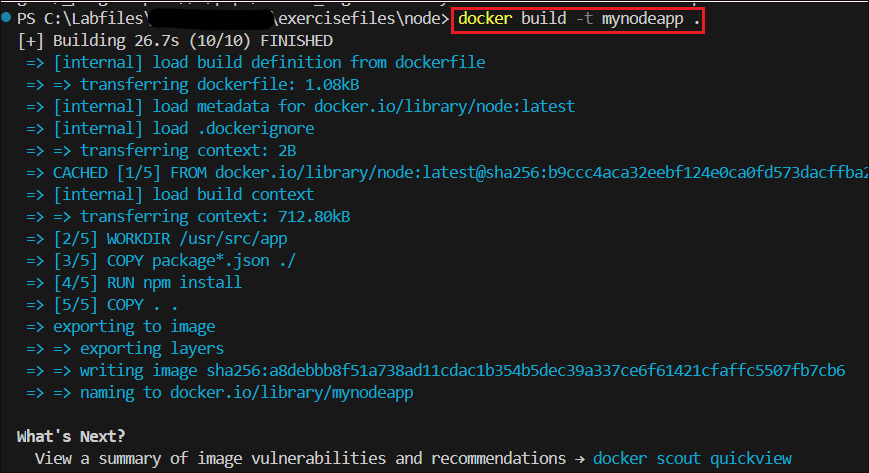 PS C:\Labfiles\ \exercisefiles\node> docker build -t mynodeapp .
[+] Building 26.7s (10/10) FINISHED
=> [internal] load build definition from dockerfile
=> => transferring dockerfile: 1.08kB
=> [internal] load metadata for docker.io/library/node:latest
=> [internal] load .dockerignore
=> => transferring context: 2B
=> CACHED [1/5] FROM docker.io/library/node:latest@sha256:b9ccc4aca32eebf124e0ca0fd573dacffba2
=> [internal] load build context
=> => transferring context: 712.80kB
=> [2/5] WORKDIR /usr/src/app
=> [3/5] COPY package*.json ./
=> [4/5] RUN npm install
=> [5/5] COPY . .
=> exporting to image
=> => exporting layers
=> => writing image sha256:a8debbb8f51a738ad11cdac1b354b5dec39a337ce6f61421cfaffc5507fb7cb6
=> => naming to docker.io/library/mynodeapp
What's Next?
View a summary of image vulnerabilities and recommendations → docker scout quickview